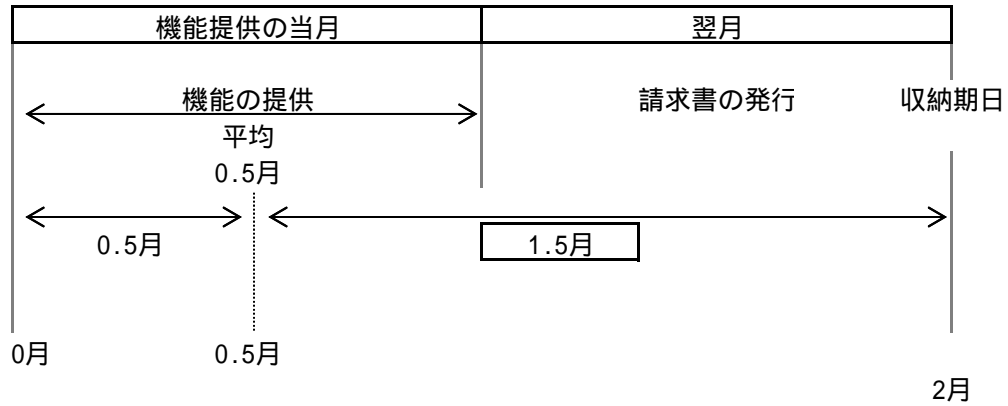 機能提供の当月 翌月
機能の提供 請求書の発行 収納期日
平均
0.5月
0.5月 1.5月
0月 0.5月
2月